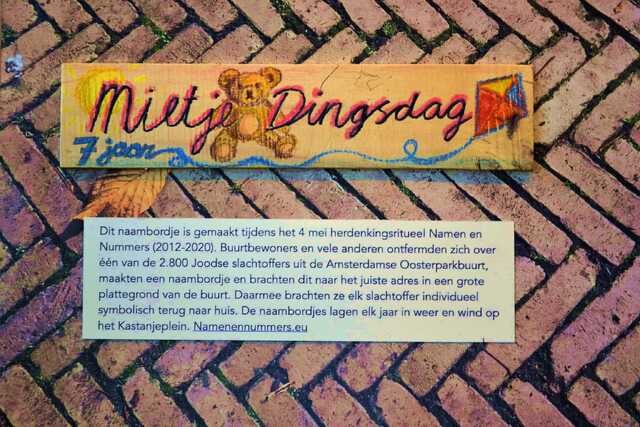 Mietje Dingsdag
7 jaar
Dit naambordje is gemaakt tijdens het 4 mei herdenkingsritueel Namen en
Nummers (2012-2020). Buurtbewoners en vele anderen ontfermden zich over
één van de 2.800 Joodse slachtoffers uit de Amsterdamse Oosterparkbuurt,
maakten een naambordje en brachten dit naar het juiste adres in een grote
plattegrond van de buurt. Daarmee brachten ze elk slachtoffer individueel
symbolisch terug naar huis. De naambordjes lagen elk jaar in weer en wind op
het Kastanjeplein. Namenennummers.eu